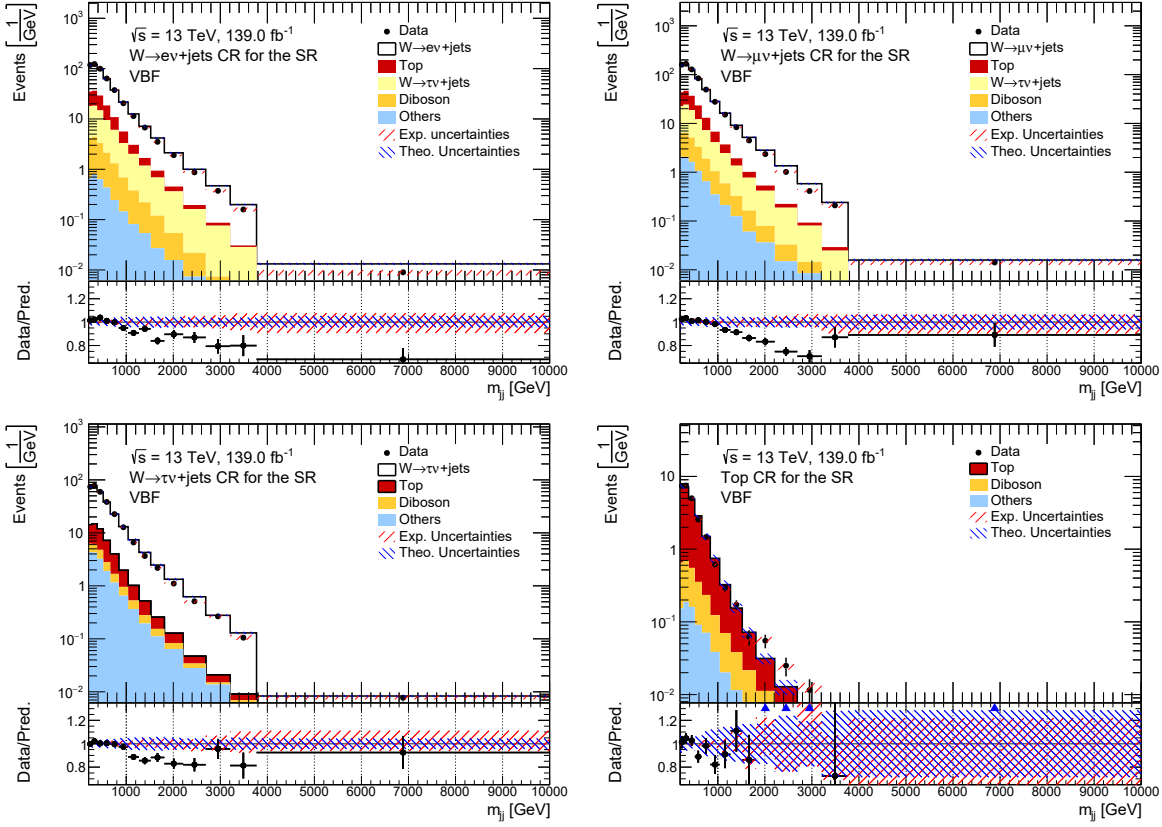 Events [1/GeV]
10³
10²
10
1
10⁻¹
10⁻²
√s = 13 TeV, 139.0 fb⁻¹
W→eν+jets CR for the SR
VBF
Data
W→eν+jets
Top
W→τν+jets
Diboson
Others
Exp. uncertainties
Theo. Uncertainties
Data/Pred.
1.2
1
0.8
1000 2000 3000 4000 5000 6000 7000 8000 9000 10000
m_jj [GeV]
Events [1/GeV]
10³
10²
10
1
10⁻¹
10⁻²
√s = 13 TeV, 139.0 fb⁻¹
W→μν+jets CR for the SR
VBF
Data
W→μν+jets
Top
W→τν+jets
Diboson
Others
Exp. uncertainties
Theo. Uncertainties
Data/Pred.
1.2
1
0.8
1000 2000 3000 4000 5000 6000 7000 8000 9000 10000
m_jj [GeV]
Events [1/GeV]
10³
10²
10
1
10⁻¹
10⁻²
√s = 13 TeV, 139.0 fb⁻¹
W→τν+jets CR for the SR
VBF
Data
W→τν+jets
Top
Diboson
Others
Exp. Uncertainties
Theo. Uncertainties
Data/Pred.
1.2
1
0.8
1000 2000 3000 4000 5000 6000 7000 8000 9000 10000
m_jj [GeV]
Events [1/GeV]
10
1
10⁻¹
10⁻²
√s = 13 TeV, 139.0 fb⁻¹
Top CR for the SR
VBF
Data
Top
Diboson
Others
Exp. Uncertainties
Theo. Uncertainties
Data/Pred.
1.2
1
0.8
1000 2000 3000 4000 5000 6000 7000 8000 9000 10000
m_jj [GeV]